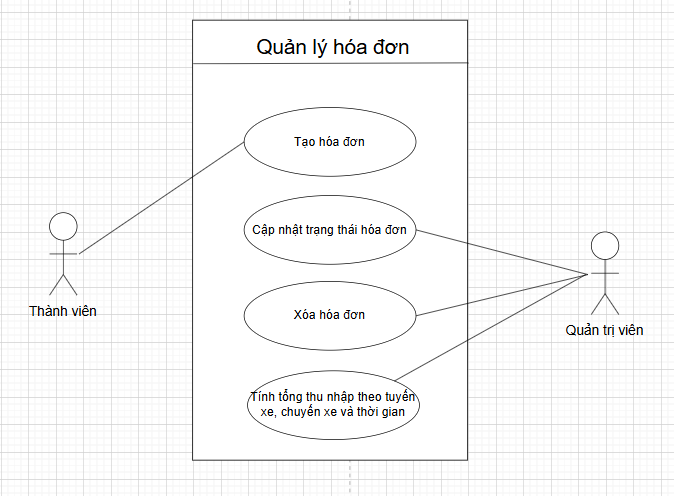 Quản lý hóa đơn
Tạo hóa đơn
Cập nhật trạng thái hóa đơn
Xóa hóa đơn
Tính tổng thu nhập theo tuyến
xe, chuyến xe và thời gian
Thành viên
Quản trị viên